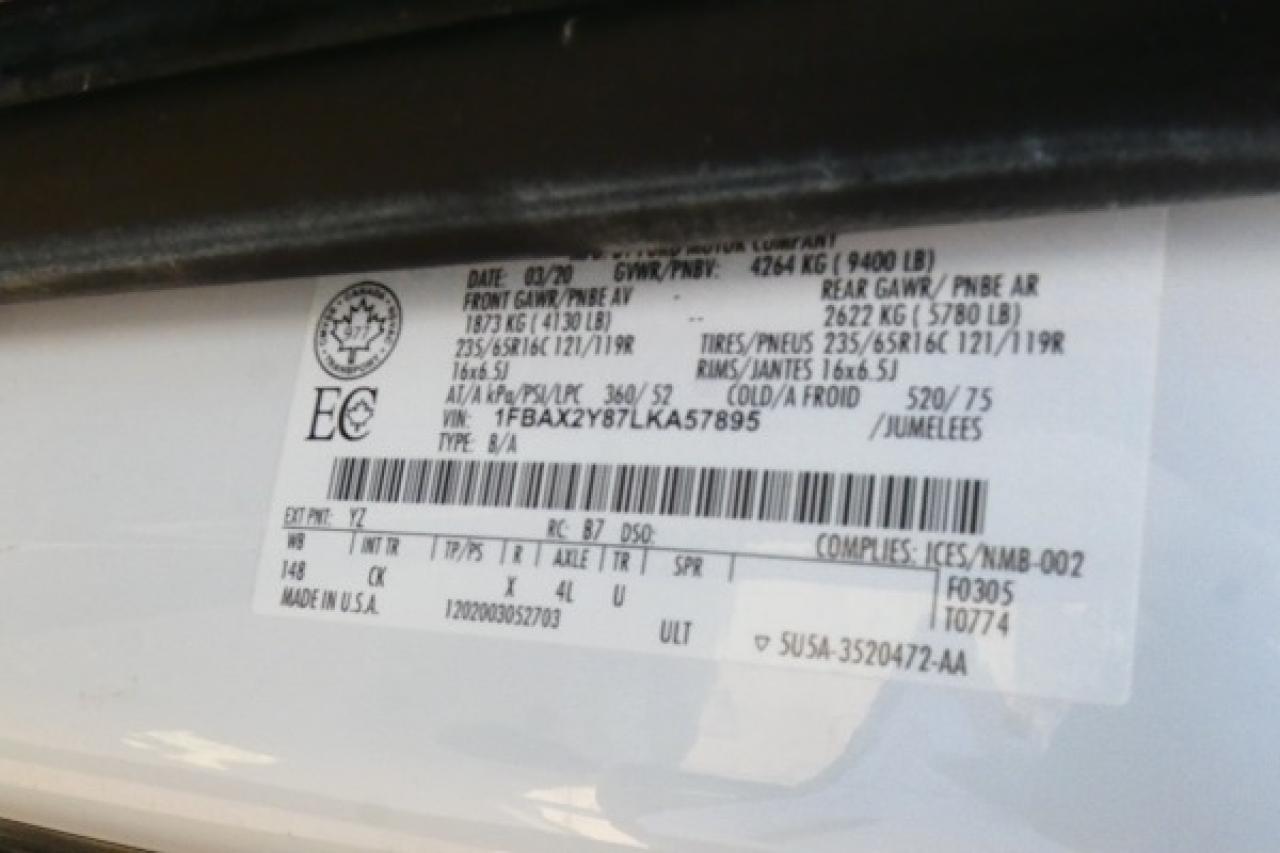 MOTOR COMPANY
DATE: 03/20 GVWR/PNBV: 4264 KG ( 9400 LB)
FRONT GAWR/PNBE AV REAR GAWR/ PNBE AR
1873 KG ( 4130 LB) -- 2622 KG ( 5780 LB)
235/65R16C 121/119R TIRES/PNEUS 235/65R16C 121/119R
16x6.5J RIMS/JANTES 16x6.5J
AT/A kPa/PSI/LPC 360/ 52 COLD/A FROID 520/ 75
VIN: 1FBAX2Y87LKA57895 /JUMELEES
TYPE: B/A
EC
EXT PNT: YZ RC: B7 DSO: COMPLIES: ICES/NMB-002
WB INT TR TP/PS R AXLE TR SPR F0305
148 CK X 4L U T0774
MADE IN U.S.A. 1202003052703 ULT ▽ 5U5A-3520472-AA